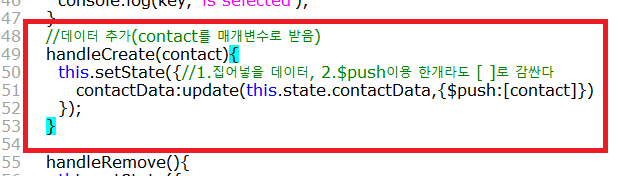 46 console.log(key, 'is selected');
47 }
48 //데이터 추가(contact를 매개변수로 받음)
49 handleCreate(contact){
50 this.setState({//1.집어넣을 데이터, 2.$push이용 한개라도 [ ]로 감싼다
51 contactData:update(this.state.contactData,{$push:[contact]})
52 });
53 }
54
55 handleRemove(){